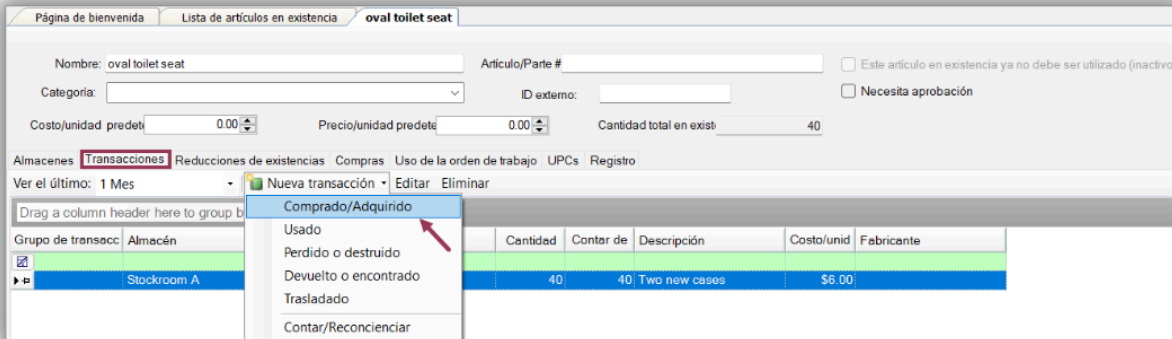 Página de bienvenida Lista de artículos en existencia oval toilet seat
Nombre: oval toilet seat Artículo/Parte # Este artículo en existencia ya no debe ser utilizado (inactivo
Categoría: ID externo: Necesita aprobación
Costo/unidad predete 0.00 Precio/unidad predete 0.00 Cantidad total en existe 40
Almacenes Transacciones Reducciones de existencias Compras Uso de la orden de trabajo UPCs Registro
Ver el último: 1 Mes Nueva transacción Editar Eliminar
Drag a column header here to group b Comprado/Adquirido
Usado
Grupo de transacc Almacén Cantidad Contar de Descripción Costo/unid Fabricante
Perdido o destruido
Devuelto o encontrado
Stockroom A 40 40 Two new cases $6.00
Trasladado
Contar/Reconcienciar